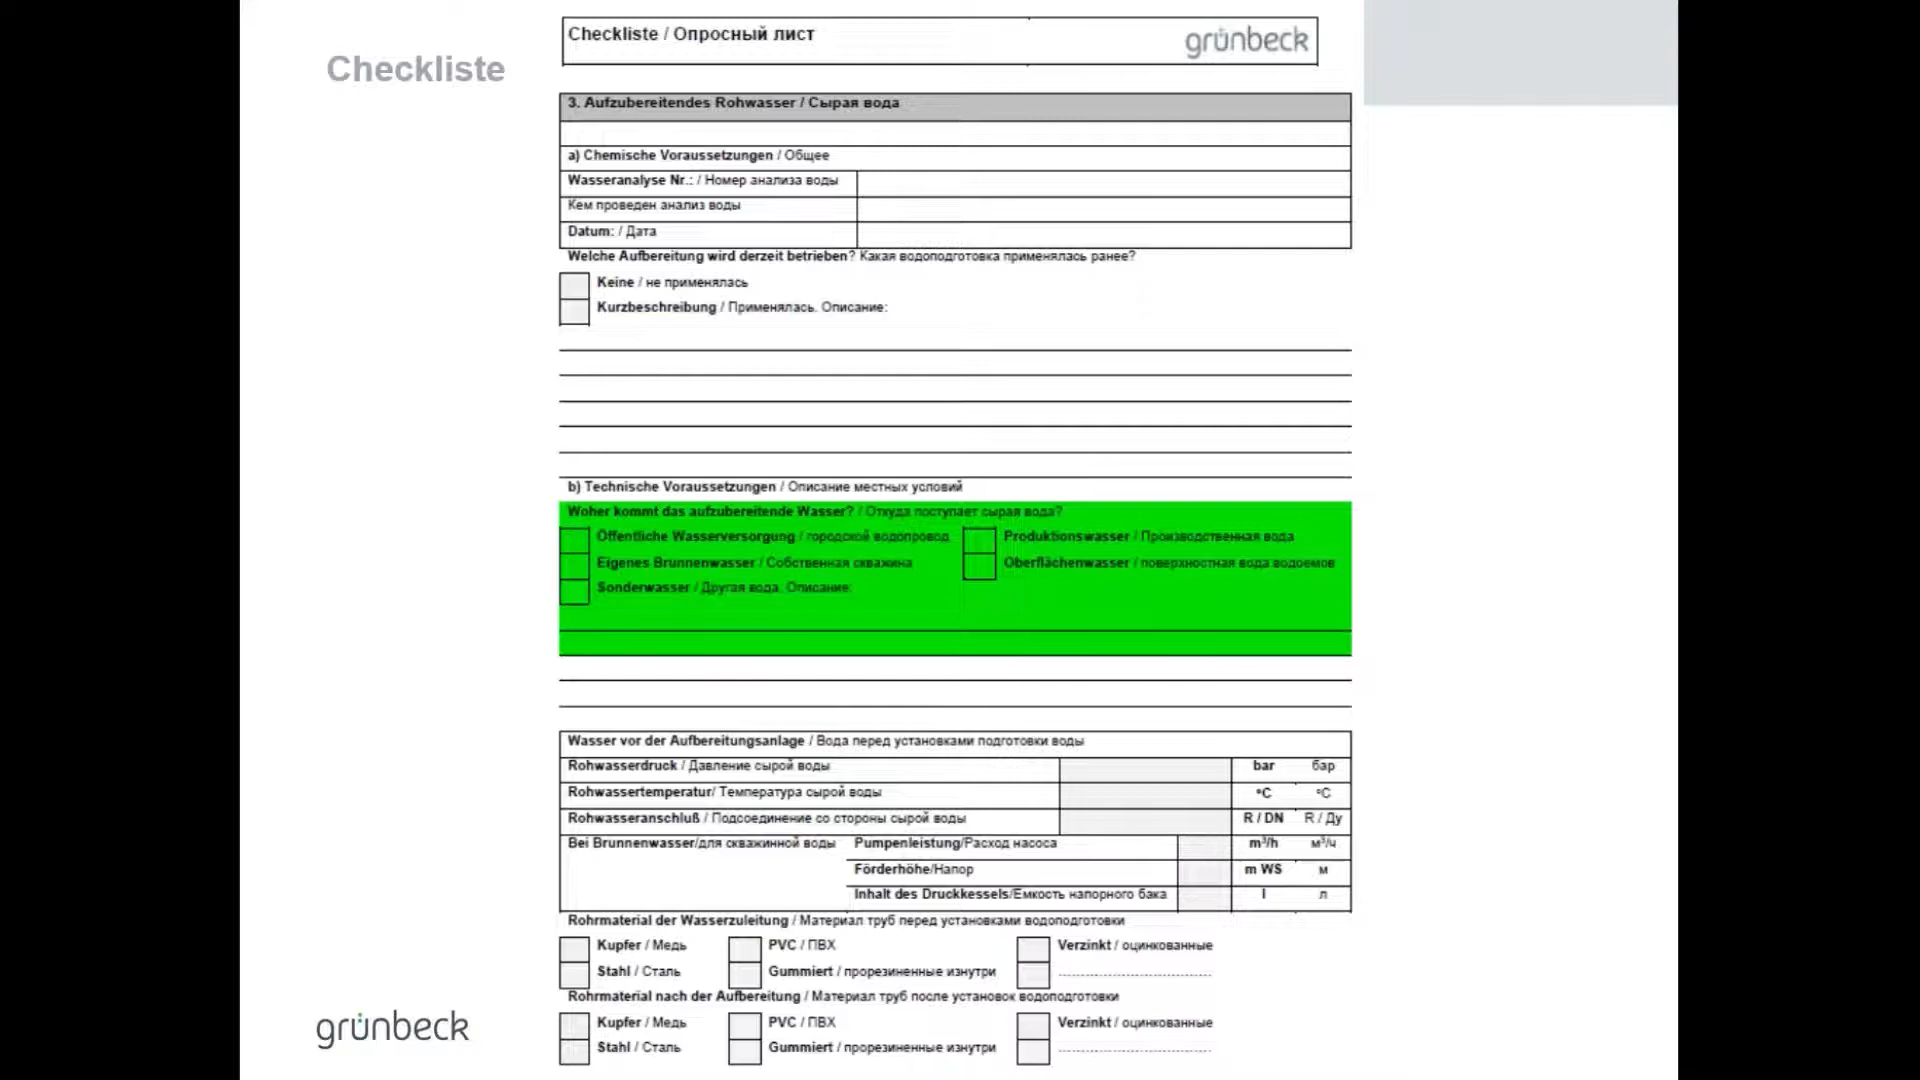 Checkliste
Checkliste / Опросный лист
grünbeck
3. Aufzubereitendes Rohwasser / Сырая вода
a) Chemische Voraussetzungen / Общее
Wasseranalyse Nr.: / Номер анализа воды
Кем проведен анализ воды
Datum: / Дата
Welche Aufbereitung wird derzeit betrieben? Какая водоподготовка применялась ранее?
Keine / не применялась
Kurzbeschreibung / Применялась. Описание:
b) Technische Voraussetzungen / Описание местных условий
Woher kommt das aufzubereitende Wasser? / Откуда поступает сырая вода?
Öffentliche Wasserversorgung / городской водопровод Produktionswasser / Производственная вода
Eigenes Brunnenwasser / Собственная скважина Oberflächenwasser / поверхностная вода водоемов
Sonderwasser / Другая вода. Описание:
Wasser vor der Aufbereitungsanlage / Вода перед установками подготовки воды
Rohwasserdruck / Давление сырой воды bar бар
Rohwassertemperatur/ Температура сырой воды °C °C
Rohwasseranschluß / Подсоединение со стороны сырой воды R / DN R / Ду
Bei Brunnenwasser/для скважинной воды Pumpenleistung/Расход насоса m³/h м³/ч
Förderhöhe/Напор m WS м
Inhalt des Druckkessels/Емкость напорного бака l л
Rohrmaterial der Wasserzuleitung / Материал труб перед установками водоподготовки
Kupfer / Медь PVC / ПВХ Verzinkt / оцинкованные
Stahl / Сталь Gummiert / прорезиненные изнутри
Rohrmaterial nach der Aufbereitung / Материал труб после установок водоподготовки
Kupfer / Медь PVC / ПВХ Verzinkt / оцинкованные
Stahl / Сталь Gummiert / прорезиненные изнутри
grünbeck